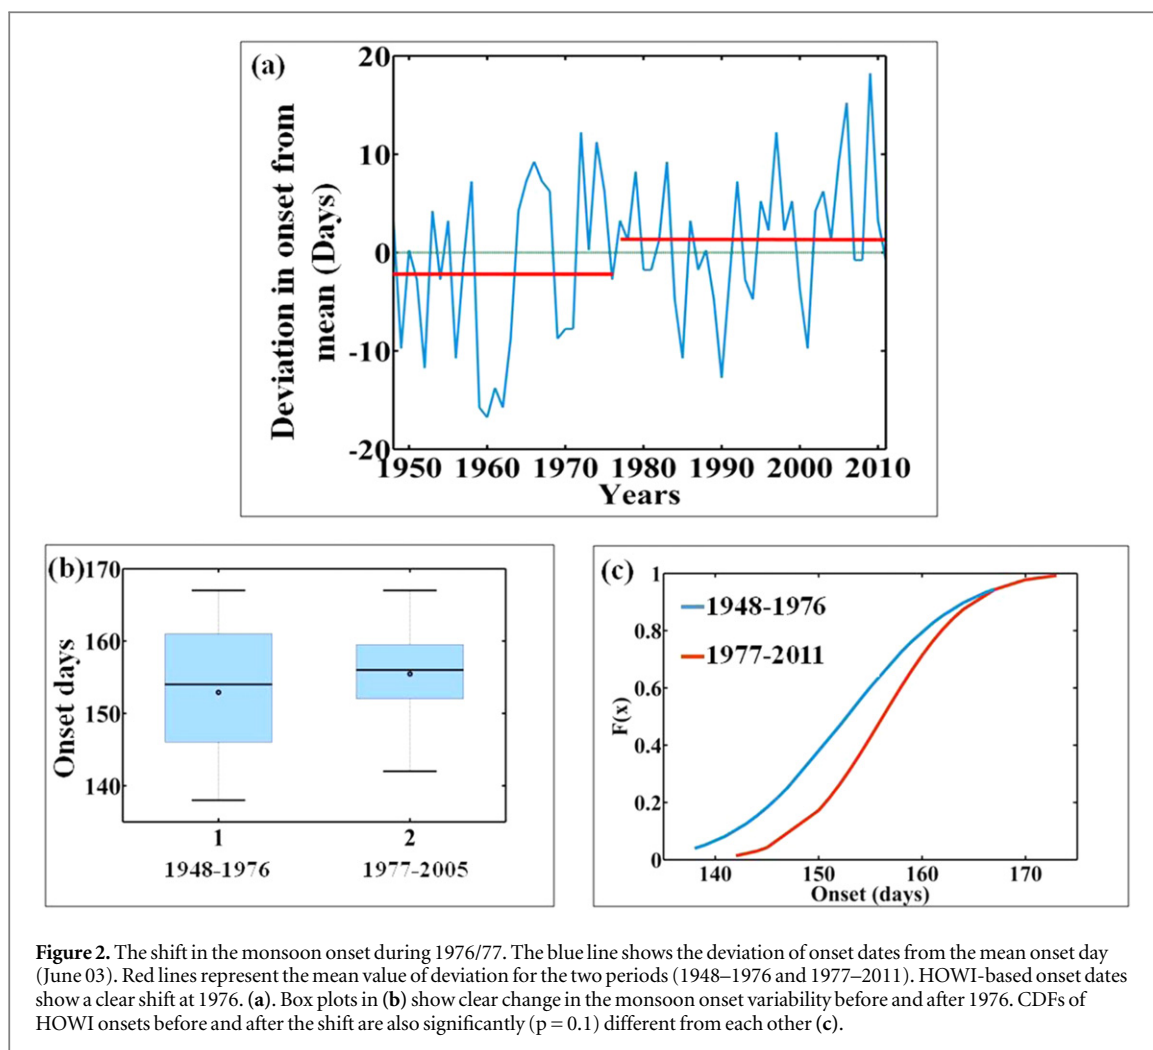 (a)
Deviation in onset from
mean (Days)
20
10
0
-10
-20
1950 1960 1970 1980 1990 2000 2010
Years
(b)
Onset days
170
160
150
140
1 2
1948-1976 1977-2005
(c)
F(x)
1
0.8
0.6
0.4
0.2
0
1948-1976
1977-2011
140 150 160 170
Onset (days)
Figure 2. The shift in the monsoon onset during 1976/77. The blue line shows the deviation of onset dates from the mean onset day
(June 03). Red lines represent the mean value of deviation for the two periods (1948–1976 and 1977–2011). HOWI-based onset dates
show a clear shift at 1976. (a). Box plots in (b) show clear change in the monsoon onset variability before and after 1976. CDFs of
HOWI onsets before and after the shift are also significantly (p = 0.1) different from each other (c).